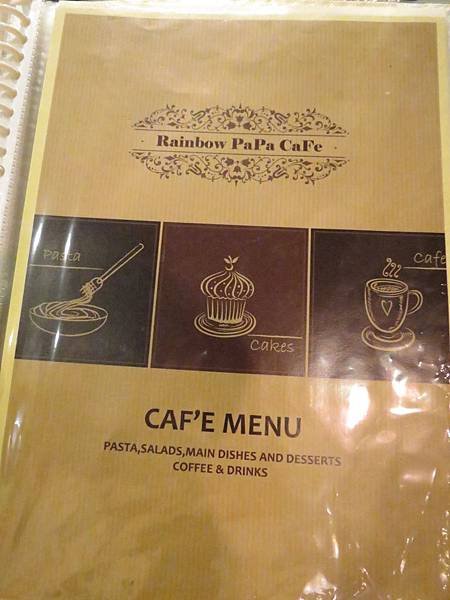 · Rainbow PaPa CaFe ·
Pasta
Cakes
Cafe
CAF'E MENU
PASTA,SALADS,MAIN DISHES AND DESSERTS
COFFEE & DRINKS